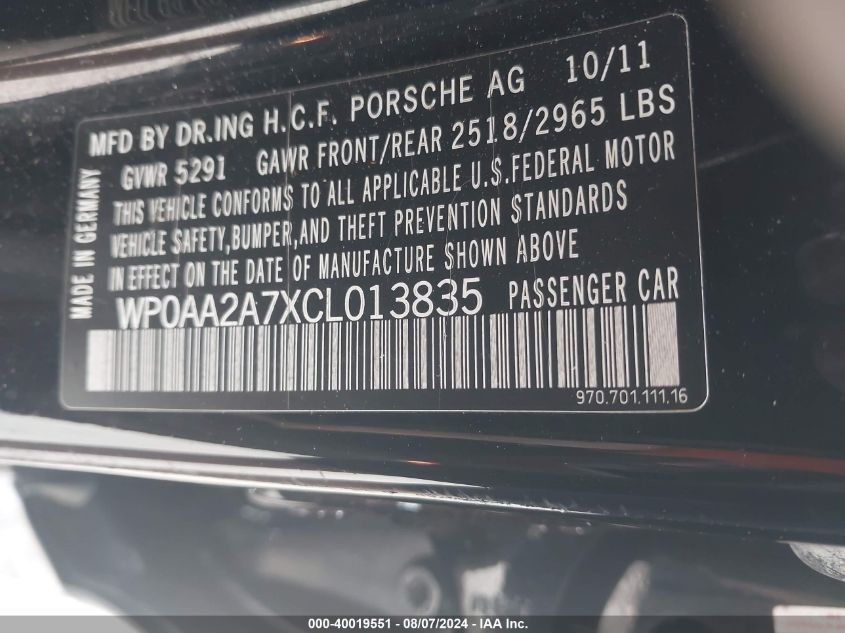 MFD BY DR.ING H.C.F. PORSCHE AG 10/11
GVWR 5291 GAWR FRONT/REAR 2518/2965 LBS
THIS VEHICLE CONFORMS TO ALL APPLICABLE U.S.FEDERAL MOTOR
VEHICLE SAFETY,BUMPER,AND THEFT PREVENTION STANDARDS
IN EFFECT ON THE DATE OF MANUFACTURE SHOWN ABOVE
WP0AA2A7XCL013835 PASSENGER CAR
MADE IN GERMANY
970.701.111.16
000-40019551 - 08/07/2024 - IAA Inc.